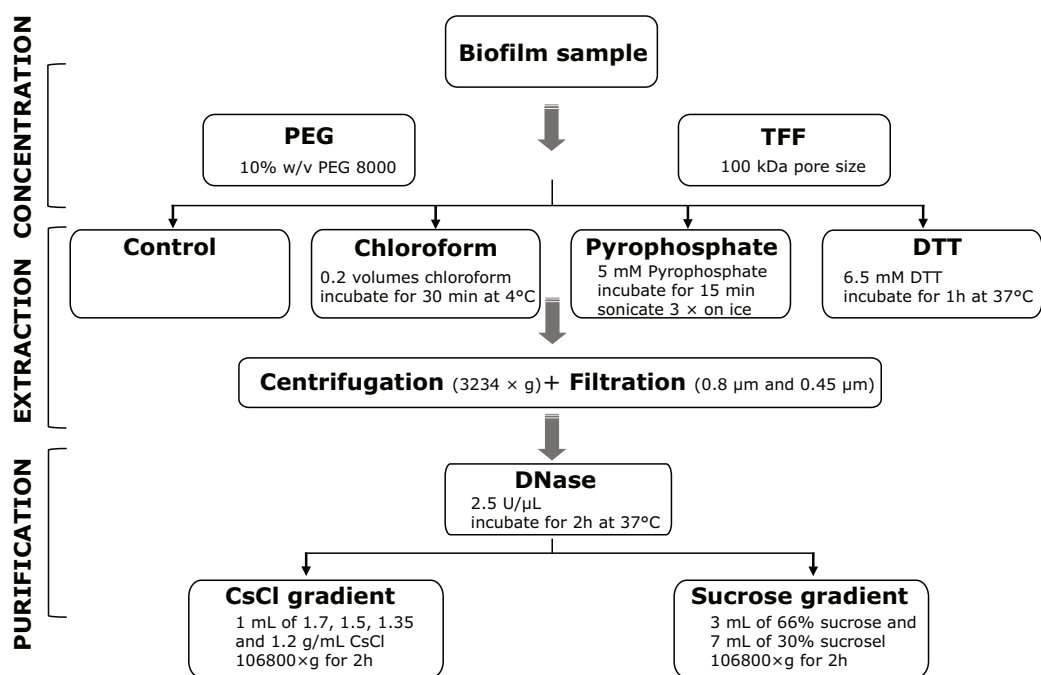 CONCENTRATION
Biofilm sample
PEG
10% w/v PEG 8000
TFF
100 kDa pore size
EXTRACTION
Control
Chloroform
0.2 volumes chloroform
incubate for 30 min at 4°C
Pyrophosphate
5 mM Pyrophosphate
incubate for 15 min
sonicate 3 × on ice
DTT
6.5 mM DTT
incubate for 1h at 37°C
Centrifugation (3234 × g)+ Filtration (0.8 µm and 0.45 µm)
PURIFICATION
DNase
2.5 U/µL
incubate for 2h at 37°C
CsCl gradient
1 mL of 1.7, 1.5, 1.35
and 1.2 g/mL CsCl
106800×g for 2h
Sucrose gradient
3 mL of 66% sucrose and
7 mL of 30% sucrosel
106800×g for 2h